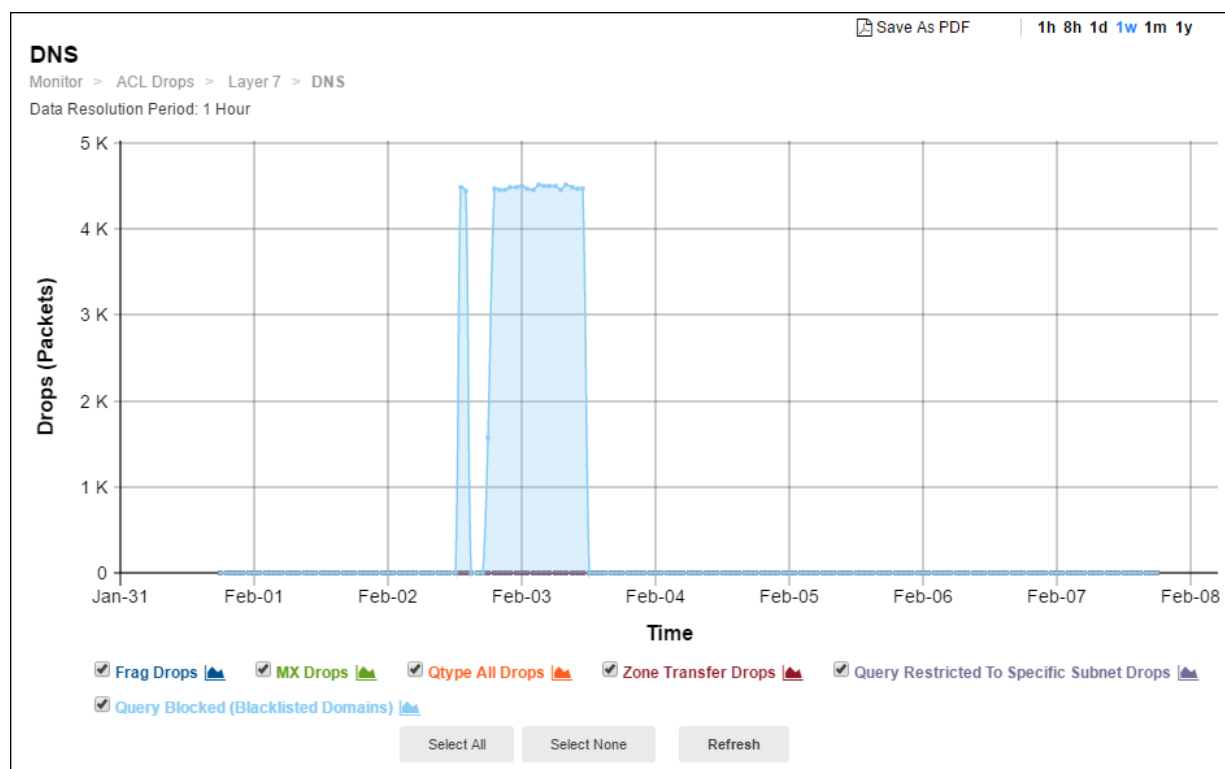 Save As PDF
1h 8h 1d 1w 1m 1y
DNS
Monitor > ACL Drops > Layer 7 > DNS
Data Resolution Period: 1 Hour
Drops (Packets)
5 K
4 K
3 K
2 K
1 K
0
Jan-31 Feb-01 Feb-02 Feb-03 Feb-04 Feb-05 Feb-06 Feb-07 Feb-08
Time
Frag Drops MX Drops Qtype All Drops Zone Transfer Drops Query Restricted To Specific Subnet Drops
Query Blocked (Blacklisted Domains)
Select All Select None Refresh